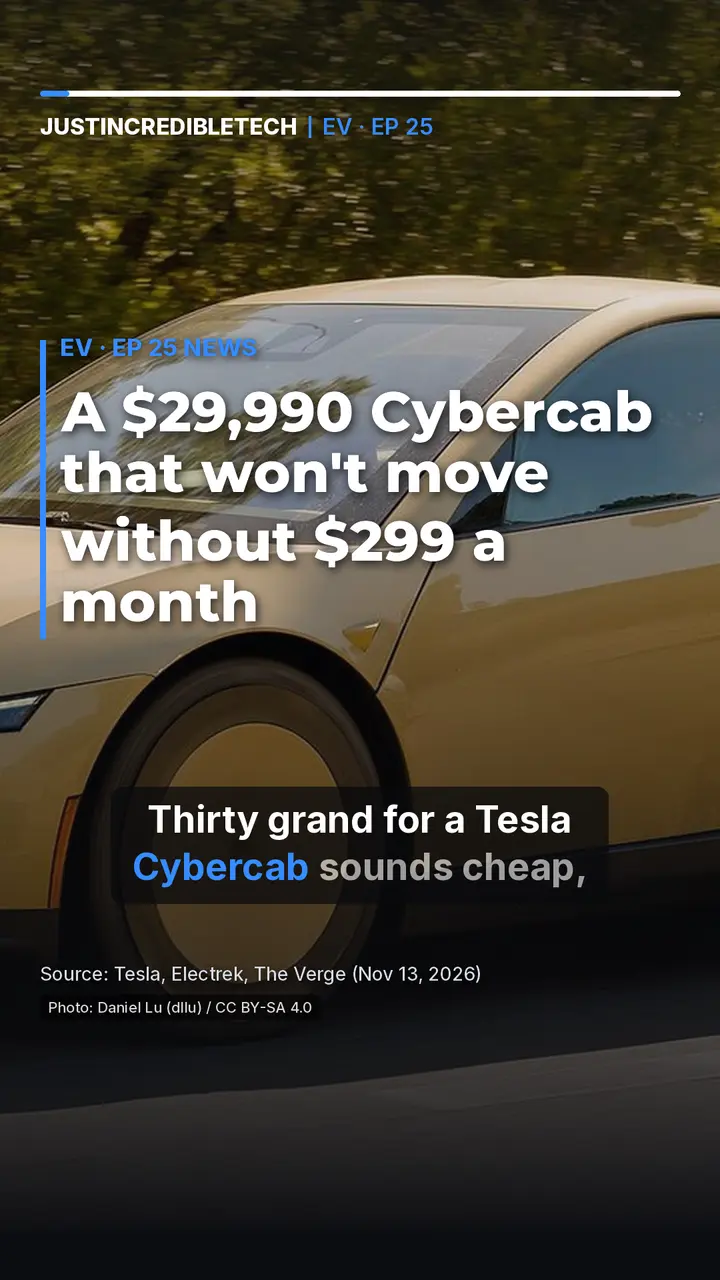 JUSTINCREDIBLETECH | EV · EP 25
EV · EP 25 NEWS
A $29,990 Cybercab
that won't move
without $299 a
month
Thirty grand for a Tesla
Cybercab sounds cheap,
Source: Tesla, Electrek, The Verge (Nov 13, 2026)
Photo: Daniel Lu (dllu) / CC BY-SA 4.0